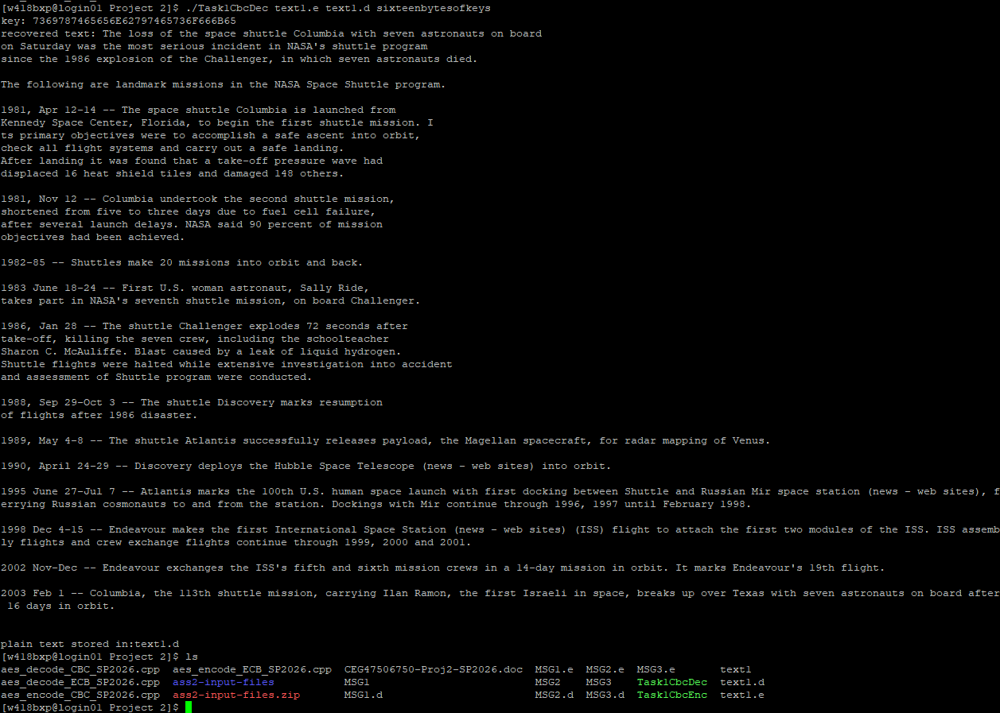 [w418bxp@login01 Project 2]$ ./Task1CbcDec text1.e text1.d sixteenbytesofkeys
key: 7369787465656E62797465736F666B65
recovered text: The loss of the space shuttle Columbia with seven astronauts on board
on Saturday was the most serious incident in NASA's shuttle program
since the 1986 explosion of the Challenger, in which seven astronauts died.
The following are landmark missions in the NASA Space Shuttle program.
1981, Apr 12-14 -- The space shuttle Columbia is launched from
Kennedy Space Center, Florida, to begin the first shuttle mission. I
ts primary objectives were to accomplish a safe ascent into orbit,
check all flight systems and carry out a safe landing.
After landing it was found that a take-off pressure wave had
displaced 16 heat shield tiles and damaged 148 others.
1981, Nov 12 -- Columbia undertook the second shuttle mission,
shortened from five to three days due to fuel cell failure,
after several launch delays. NASA said 90 percent of mission
objectives had been achieved.
1982-85 -- Shuttles make 20 missions into orbit and back.
1983 June 18-24 -- First U.S. woman astronaut, Sally Ride,
takes part in NASA's seventh shuttle mission, on board Challenger.
1986, Jan 28 -- The shuttle Challenger explodes 72 seconds after
take-off, killing the seven crew, including the schoolteacher
Sharon C. McAuliffe. Blast caused by a leak of liquid hydrogen.
Shuttle flights were halted while extensive investigation into accident
and assessment of Shuttle program were conducted.
1988, Sep 29-Oct 3 -- The shuttle Discovery marks resumption
of flights after 1986 disaster.
1989, May 4-8 -- The shuttle Atlantis successfully releases payload, the Magellan spacecraft, for radar mapping of Venus.
1990, April 24-29 -- Discovery deploys the Hubble Space Telescope (news - web sites) into orbit.
1995 June 27-Jul 7 -- Atlantis marks the 100th U.S. human space launch with first docking between Shuttle and Russian Mir space station (news - web sites), f
errying Russian cosmonauts to and from the station. Dockings with Mir continue through 1996, 1997 until February 1998.
1998 Dec 4-15 -- Endeavour makes the first International Space Station (news - web sites) (ISS) flight to attach the first two modules of the ISS. ISS assemb
ly flights and crew exchange flights continue through 1999, 2000 and 2001.
2002 Nov-Dec -- Endeavour exchanges the ISS's fifth and sixth mission crews in a 14-day mission in orbit. It marks Endeavour's 19th flight.
2003 Feb 1 -- Columbia, the 113th shuttle mission, carrying Ilan Ramon, the first Israeli in space, breaks up over Texas with seven astronauts on board after
 16 days in orbit.
plain text stored in:text1.d
[w418bxp@login01 Project 2]$ ls
aes_decode_CBC_SP2026.cpp  aes_encode_ECB_SP2026.cpp  CEG47506750-Proj2-SP2026.doc  MSG1.e  MSG2.e  MSG3.e       text1
aes_decode_ECB_SP2026.cpp  ass2-input-files           MSG1                          MSG2    MSG3    Task1CbcDec  text1.d
aes_encode_CBC_SP2026.cpp  ass2-input-files.zip       MSG1.d                        MSG2.d  MSG3.d  Task1CbcEnc  text1.e
[w418bxp@login01 Project 2]$